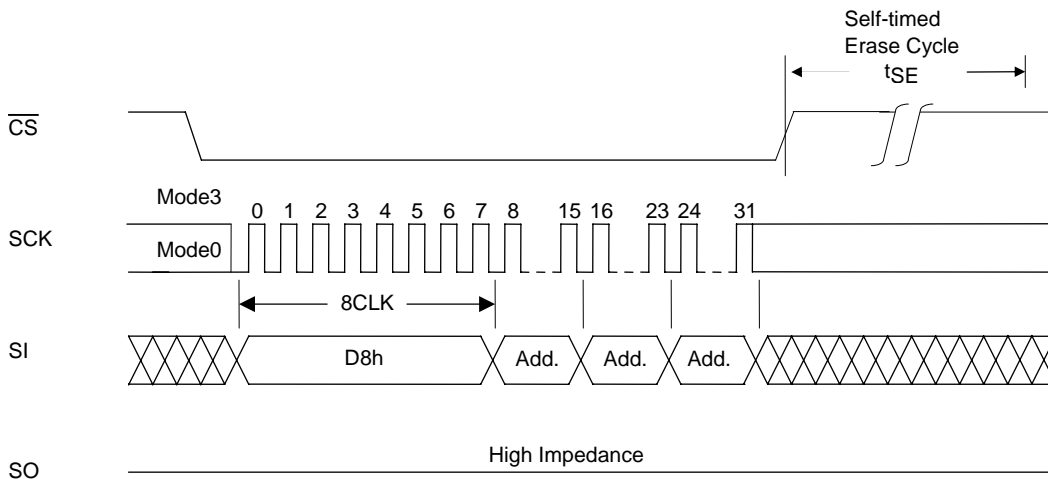 Self-timed
Erase Cycle
tSE
CS
Mode3
0 1 2 3 4 5 6 7 8 15 16 23 24 31
SCK
Mode0
8CLK
SI
D8h Add. Add. Add.
High Impedance
SO